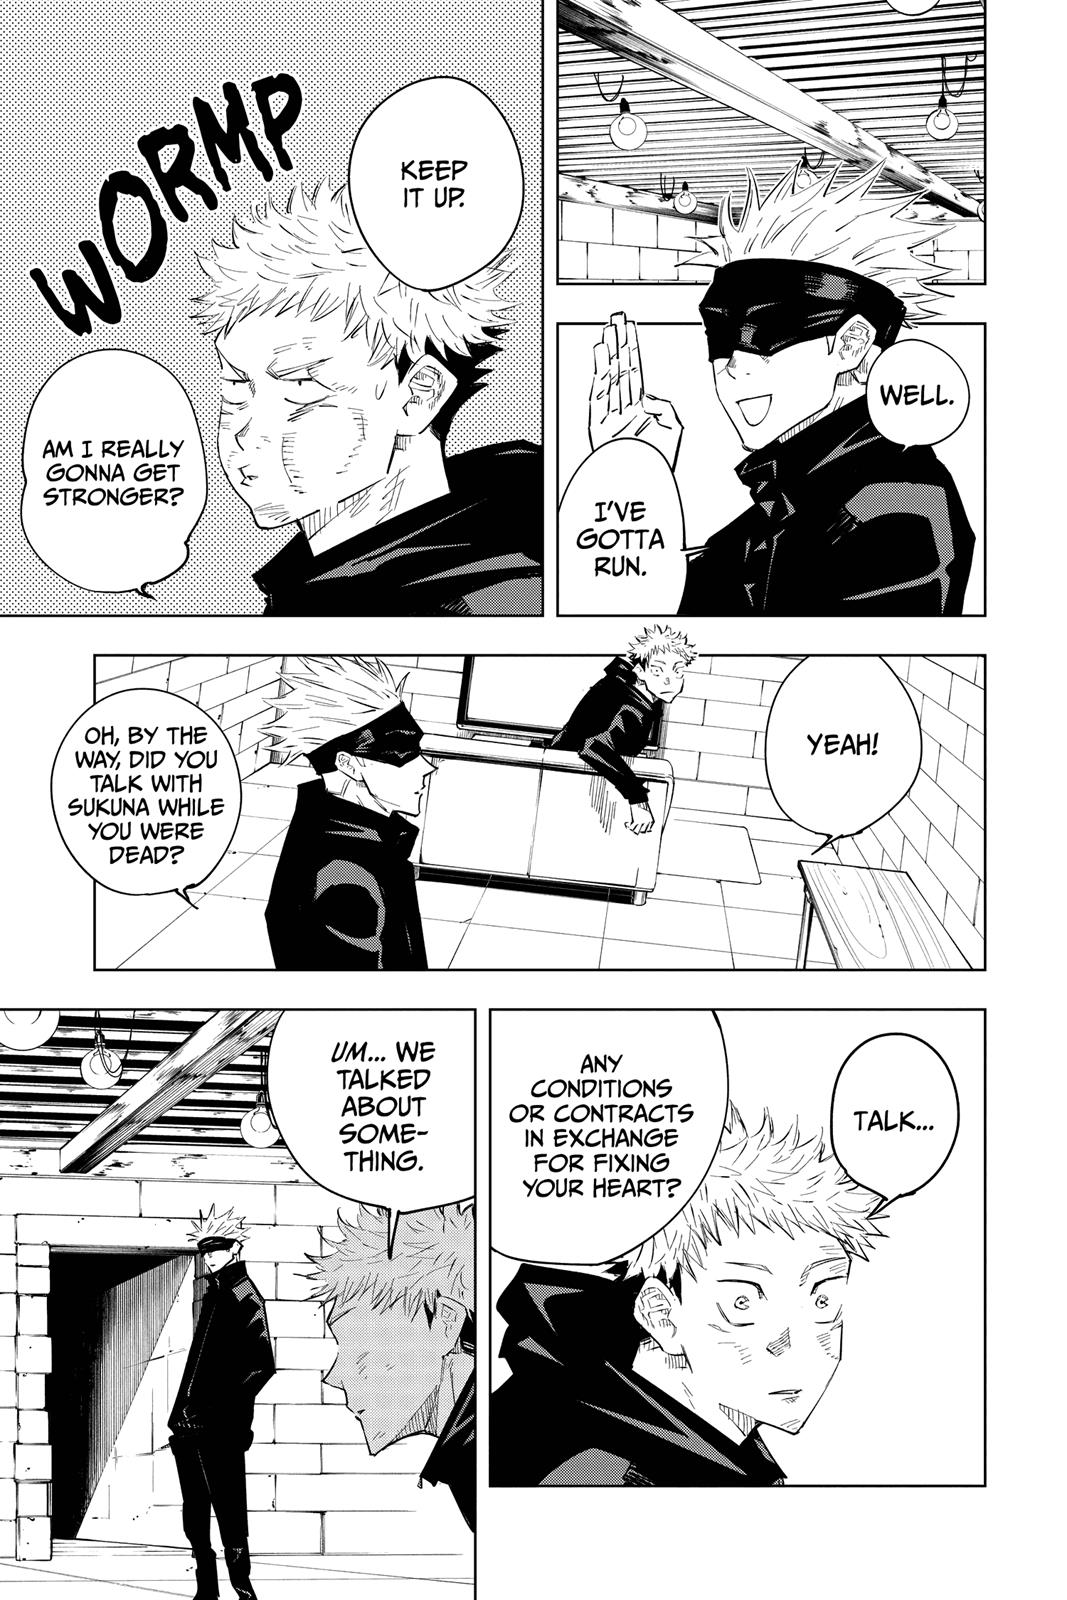 WELL.
I'VE
GOTTA
RUN.
KEEP
IT UP.
WORMP
AM I REALLY
GONNA GET
STRONGER?
YEAH!
OH, BY THE
WAY, DID YOU
TALK WITH
SUKUNA WHILE
YOU WERE
DEAD?
TALK...
ANY
CONDITIONS
OR CONTRACTS
IN EXCHANGE
FOR FIXING
YOUR HEART?
UM... WE
TALKED
ABOUT
SOME-
THING.